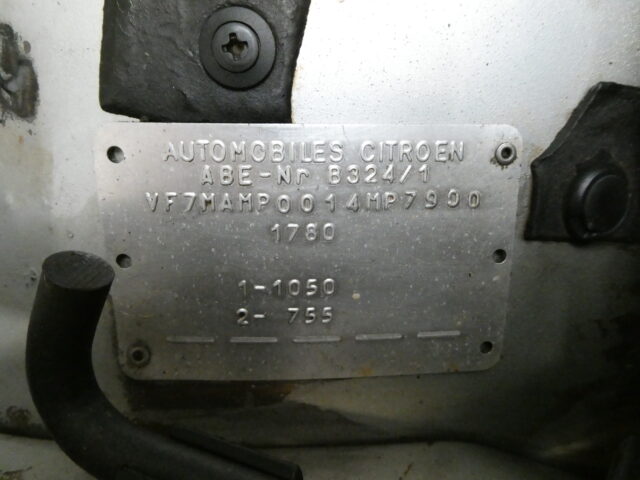 AUTOMOBILES CITROEN
ABE-Nr B324/1
VF7MAMP0014MP7900
1780
1-1050
2- 755